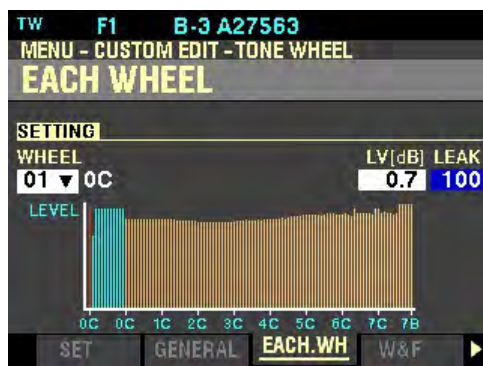 TW F1 B-3 A27563
MENU - CUSTOM EDIT - TONE WHEEL
EACH WHEEL
SETTING
WHEEL LV[dB] LEAK
01 ▼ 0C 0.7 100
LEVEL
0C 0C 1C 2C 3C 4C 5C 6C 7C 7B
SET GENERAL EACH.WH W&F ▶